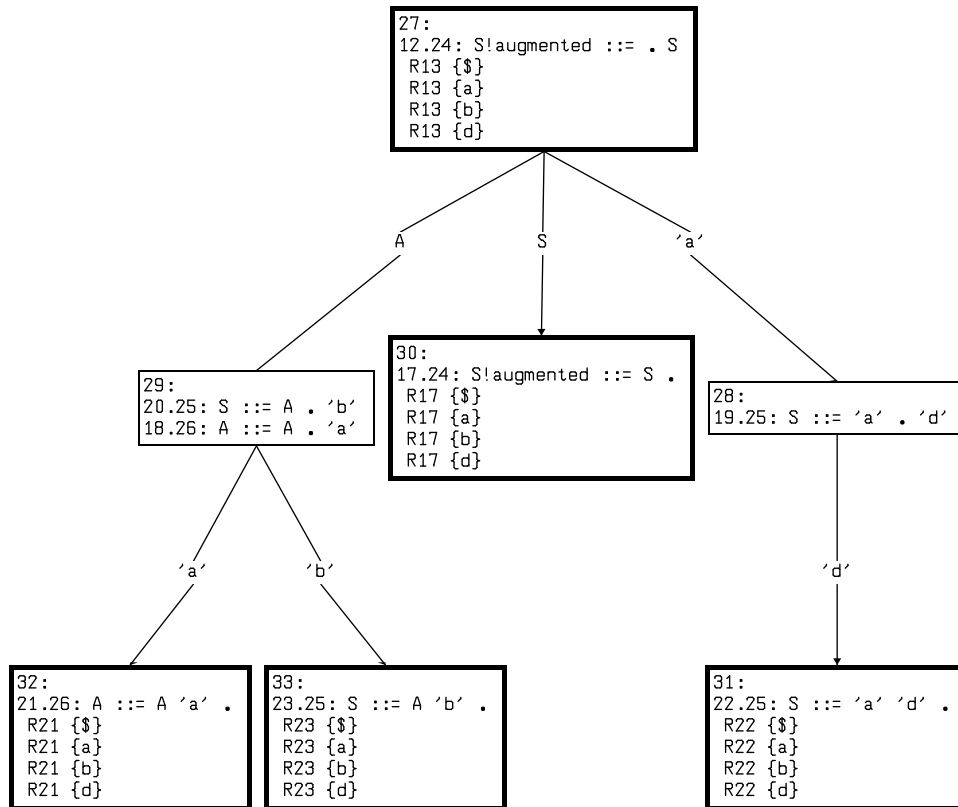 27:
12.24: S!augmented ::= . S
R13 {$}
R13 {a}
R13 {b}
R13 {d}
A
S
'a'
30:
17.24: S!augmented ::= S .
R17 {$}
R17 {a}
R17 {b}
R17 {d}
29:
20.25: S ::= A . 'b'
18.26: A ::= A . 'a'
28:
19.25: S ::= 'a' . 'd'
'a'
'b'
'd'
32:
21.26: A ::= A 'a' .
R21 {$}
R21 {a}
R21 {b}
R21 {d}
33:
23.25: S ::= A 'b' .
R23 {$}
R23 {a}
R23 {b}
R23 {d}
31:
22.25: S ::= 'a' 'd' .
R22 {$}
R22 {a}
R22 {b}
R22 {d}